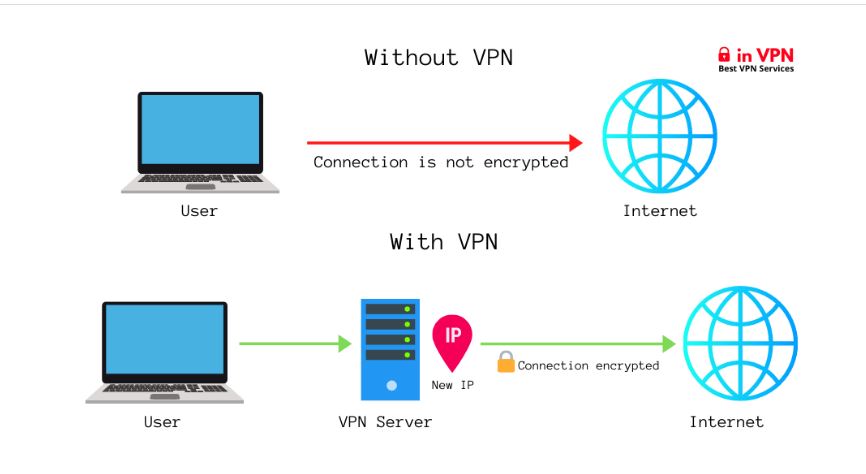 Without VPN
in VPN
Best VPN Services
Connection is not encrypted
User
Internet
With VPN
IP
New IP
Connection encrypted
User
VPN Server
Internet